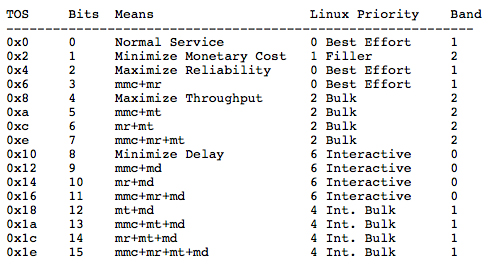 TOS     Bits  Means                    Linux Priority    Band
------------------------------------------------------------
0x0     0     Normal Service           0 Best Effort     1
0x2     1     Minimize Monetary Cost   1 Filler          2
0x4     2     Maximize Reliability     0 Best Effort     1
0x6     3     mmc+mr                   0 Best Effort     1
0x8     4     Maximize Throughput      2 Bulk            2
0xa     5     mmc+mt                   2 Bulk            2
0xc     6     mr+mt                    2 Bulk            2
0xe     7     mmc+mr+mt                2 Bulk            2
0x10    8     Minimize Delay           6 Interactive     0
0x12    9     mmc+md                   6 Interactive     0
0x14    10    mr+md                    6 Interactive     0
0x16    11    mmc+mr+md                6 Interactive     0
0x18    12    mt+md                    4 Int. Bulk       1
0x1a    13    mmc+mt+md                4 Int. Bulk       1
0x1c    14    mr+mt+md                 4 Int. Bulk       1
0x1e    15    mmc+mr+mt+md             4 Int. Bulk       1